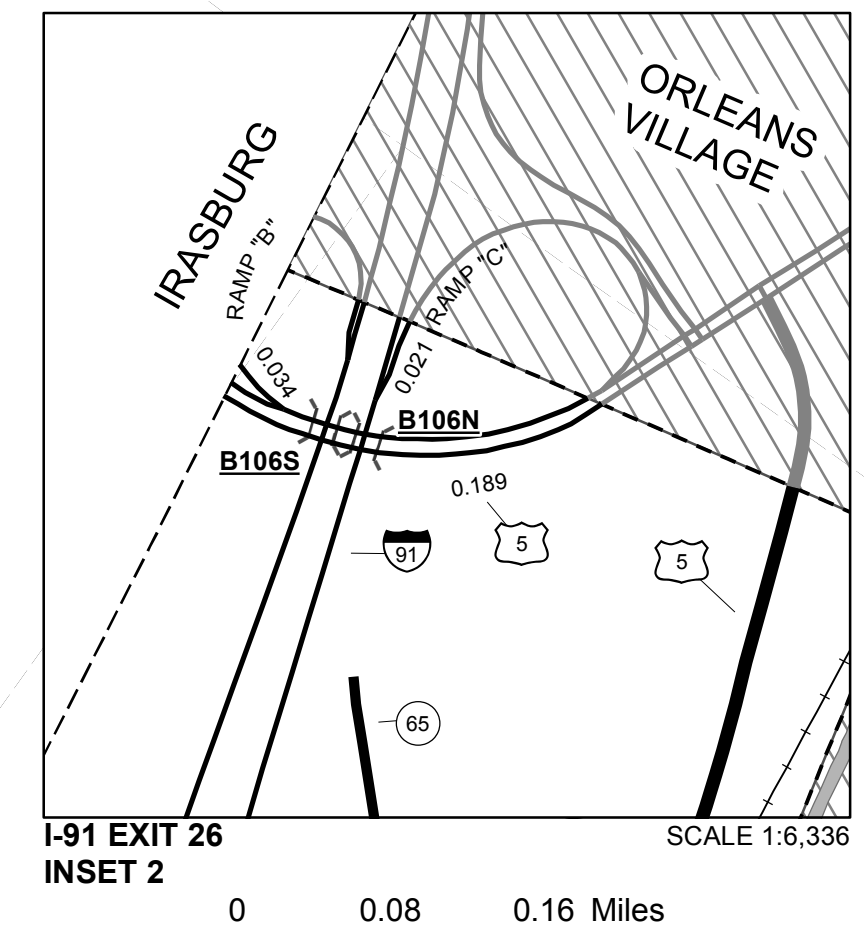 ORLEANS
VILLAGE
IRASBURG
RAMP "B"
RAMP "C"
0.034
0.021
B106N
B106S
0.189
91
5
5
65
I-91 EXIT 26
SCALE 1:6,336
INSET 2
0 0.08 0.16 Miles